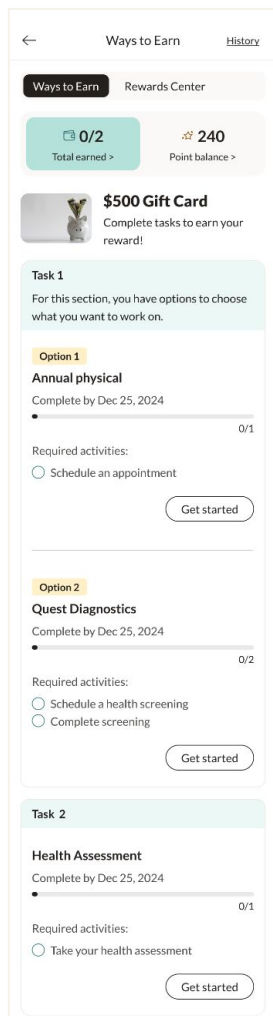 Ways to Earn
History
Ways to Earn
Rewards Center
0/2
Total earned >
240
Point balance >
$500 Gift Card
Complete tasks to earn your
reward!
Task 1
For this section, you have options to choose
what you want to work on.
Option 1
Annual physical
Complete by Dec 25, 2024
0/1
Required activities:
Schedule an appointment
Get started
Option 2
Quest Diagnostics
Complete by Dec 25, 2024
0/2
Required activities:
Schedule a health screening
Complete screening
Get started
Task 2
Health Assessment
Complete by Dec 25, 2024
0/1
Required activities:
Take your health assessment
Get started